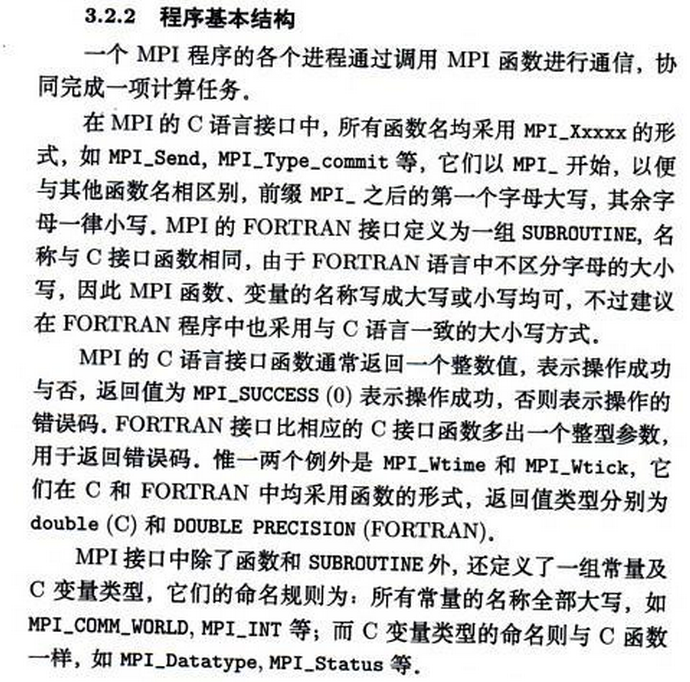 3.2.2 程序基本结构
一个 MPI 程序的各个进程通过调用 MPI 函数进行通信，协
同完成一项计算任务．
在 MPI 的 C 语言接口中，所有函数名均采用 MPI_Xxxxx 的形
式，如 MPI_Send, MPI_Type_commit 等，它们以 MPI_ 开始，以便
与其他函数名相区别，前缀 MPI_ 之后的第一个字母大写，其余字
母一律小写．MPI 的 FORTRAN 接口定义为一组 SUBROUTINE, 名
称与 C 接口函数相同，由于 FORTRAN 语言中不区分字母的大小
写，因此 MPI 函数、变量的名称写成大写或小写均可，不过建议
在 FORTRAN 程序中也采用与 C 语言一致的大小写方式．
MPI 的 C 语言接口函数通常返回一个整数值，表示操作成功
与否，返回值为 MPI_SUCCESS (0) 表示操作成功，否则表示操作的
错误码．FORTRAN 接口比相应的 C 接口函数多出一个整型参数，
用于返回错误码．惟一两个例外是 MPI_Wtime 和 MPI_Wtick, 它
们在 C 和 FORTRAN 中均采用函数的形式，返回值类型分别为
double (C) 和 DOUBLE PRECISION (FORTRAN).
MPI 接口中除了函数和 SUBROUTINE 外，还定义了一组常量及
C 变量类型，它们的命名规则为：所有常量的名称全部大写，如
MPI_COMM_WORLD, MPI_INT 等；而 C 变量类型的命名则与 C 函数
一样，如 MPI_Datatype, MPI_Status 等．